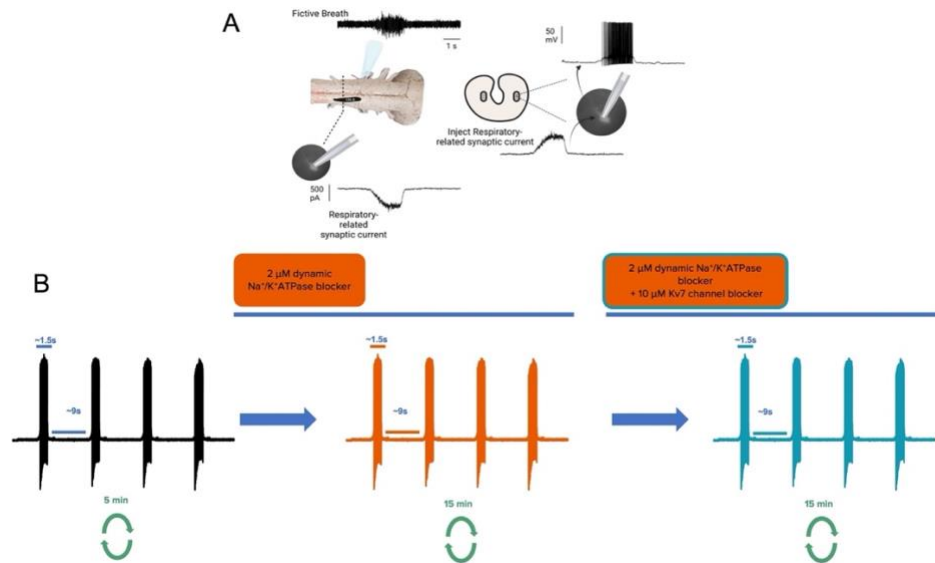 A
Fictive Breath
1 s
50
mV
Inject Respiratory-
related synaptic current
500
pA
Respiratory-
related
synaptic current
B
2 µM dynamic
Na⁺/K⁺ATPase blocker
2 µM dynamic Na⁺/K⁺ATPase
blocker
+ 10 µM Kv7 channel blocker
~1.5s
~9s
5 min
~1.5s
~9s
15 min
~1.5s
~9s
15 min